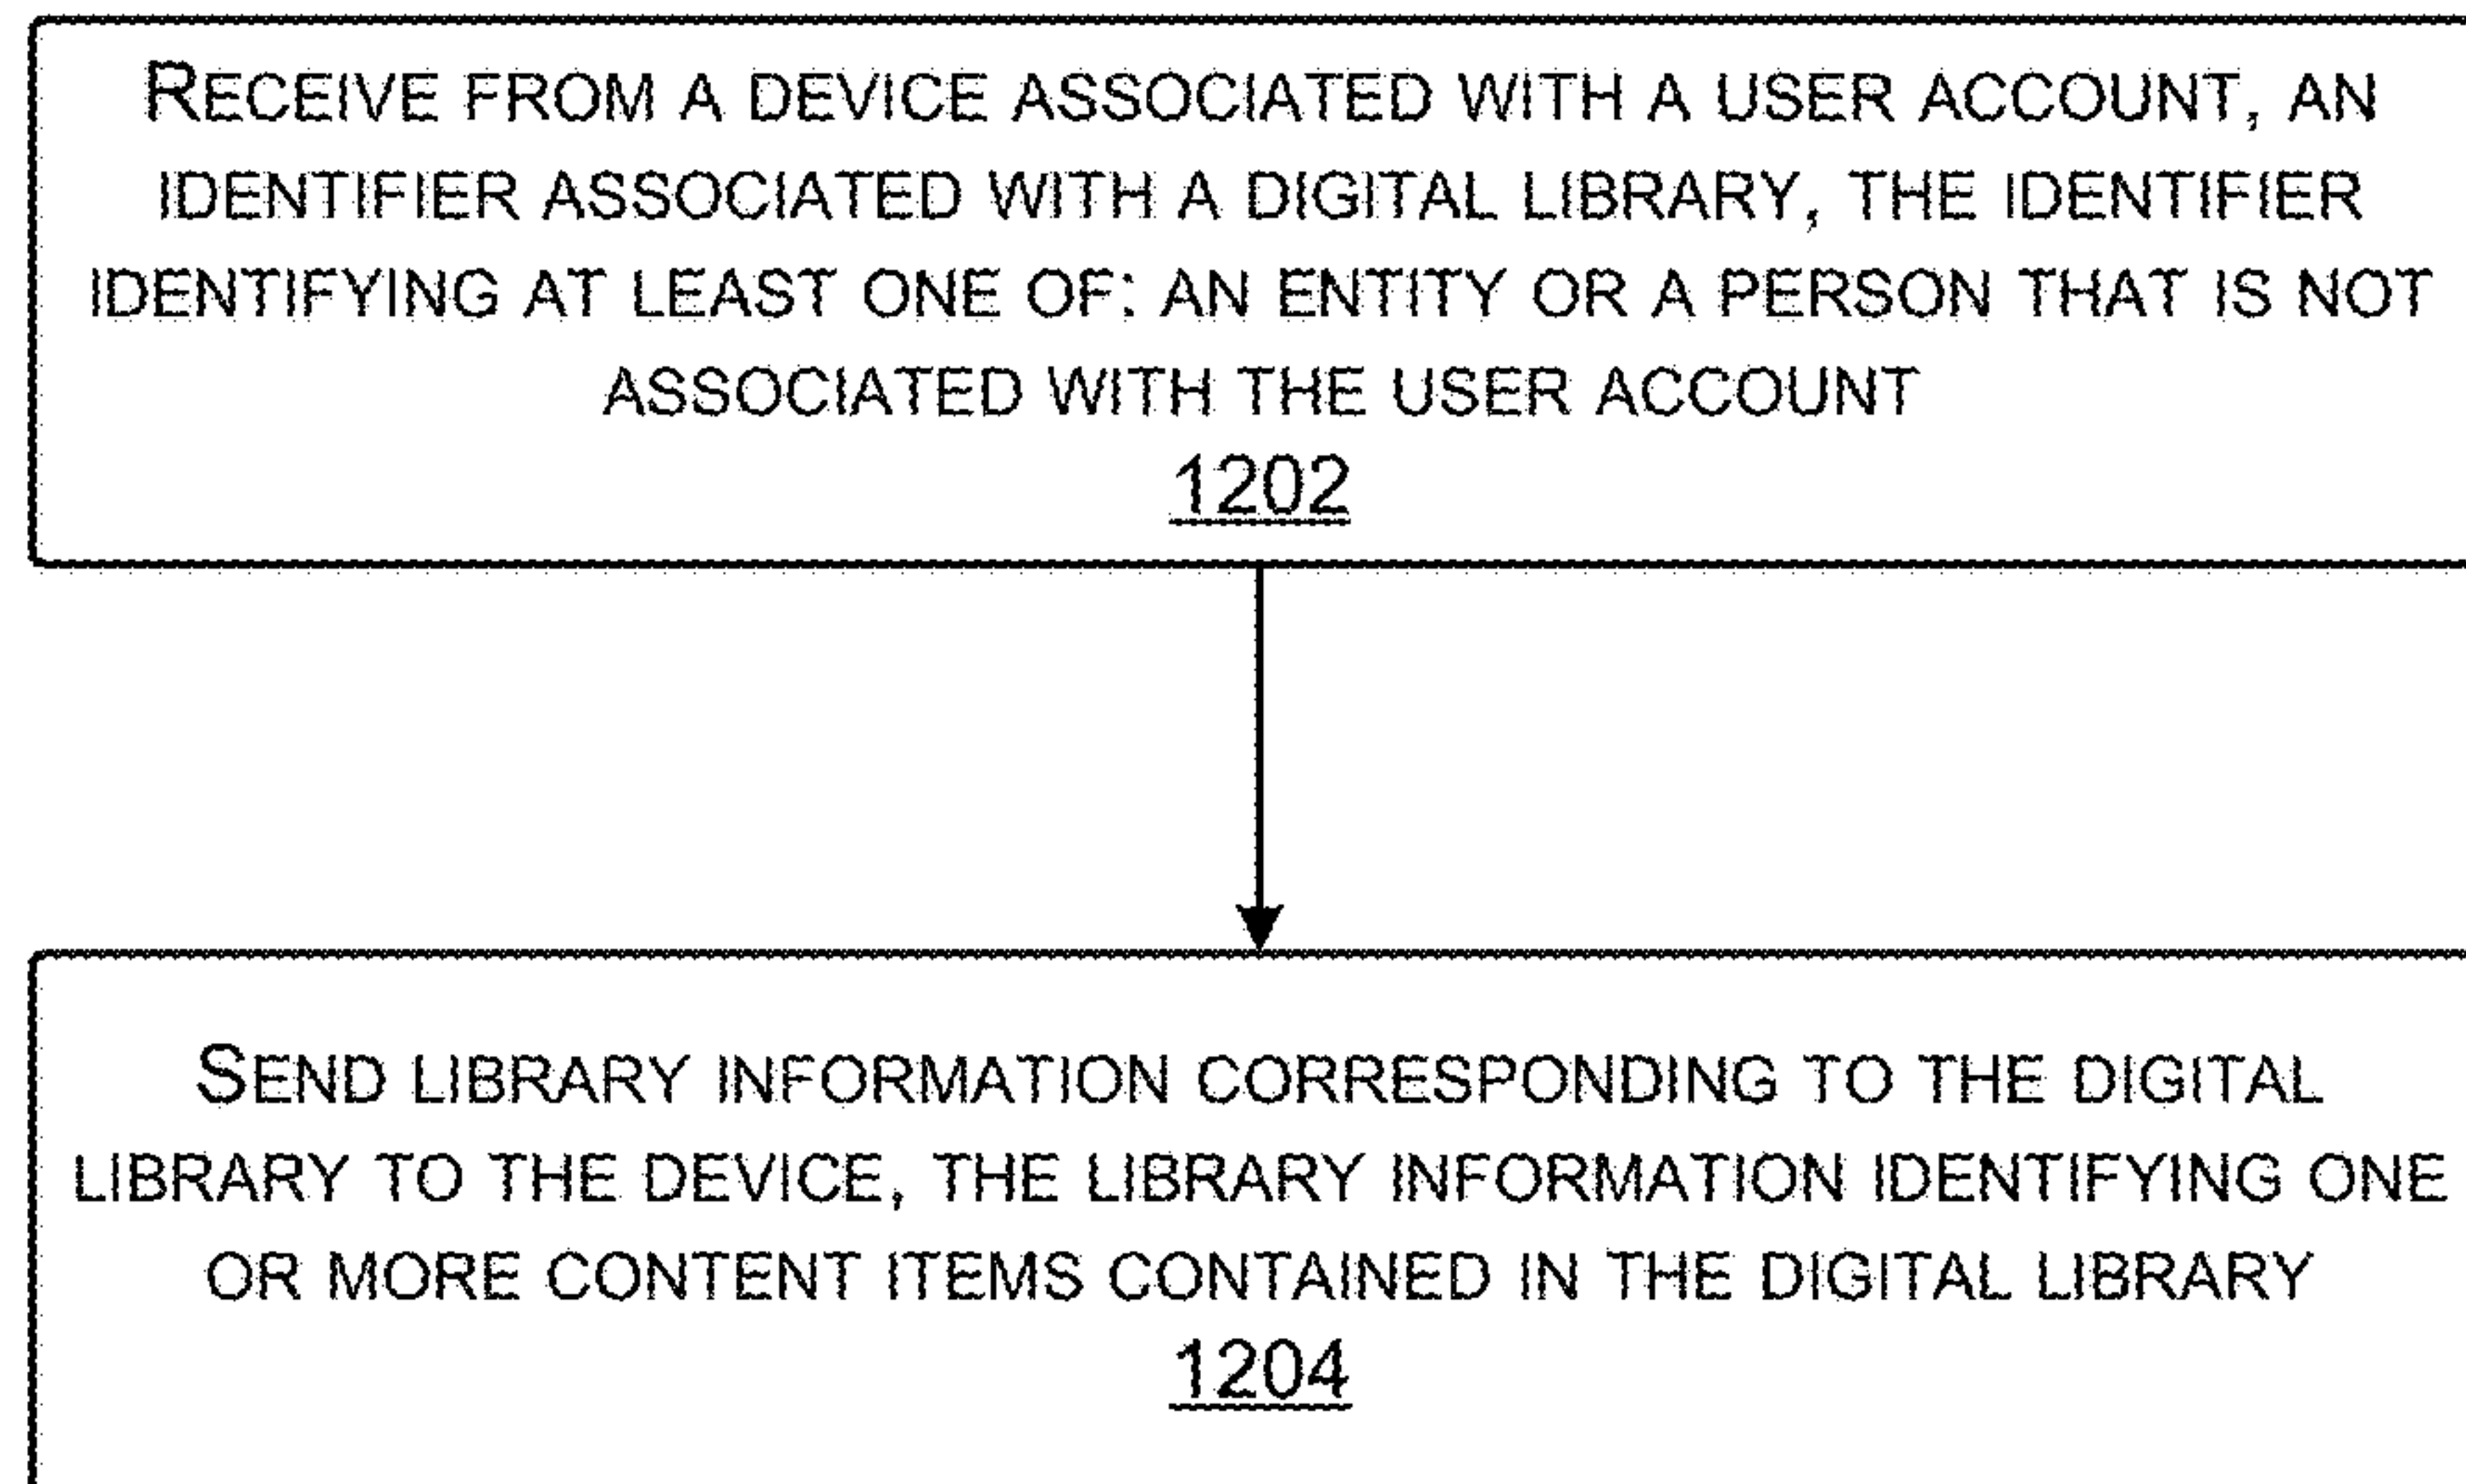 RECEIVE FROM A DEVICE ASSOCIATED WITH A USER ACCOUNT, AN
IDENTIFIER ASSOCIATED WITH A DIGITAL LIBRARY, THE IDENTIFIER
IDENTIFYING AT LEAST ONE OF: AN ENTITY OR A PERSON THAT IS NOT
ASSOCIATED WITH THE USER ACCOUNT
1202
SEND LIBRARY INFORMATION CORRESPONDING TO THE DIGITAL
LIBRARY TO THE DEVICE, THE LIBRARY INFORMATION IDENTIFYING ONE
OR MORE CONTENT ITEMS CONTAINED IN THE DIGITAL LIBRARY
1204